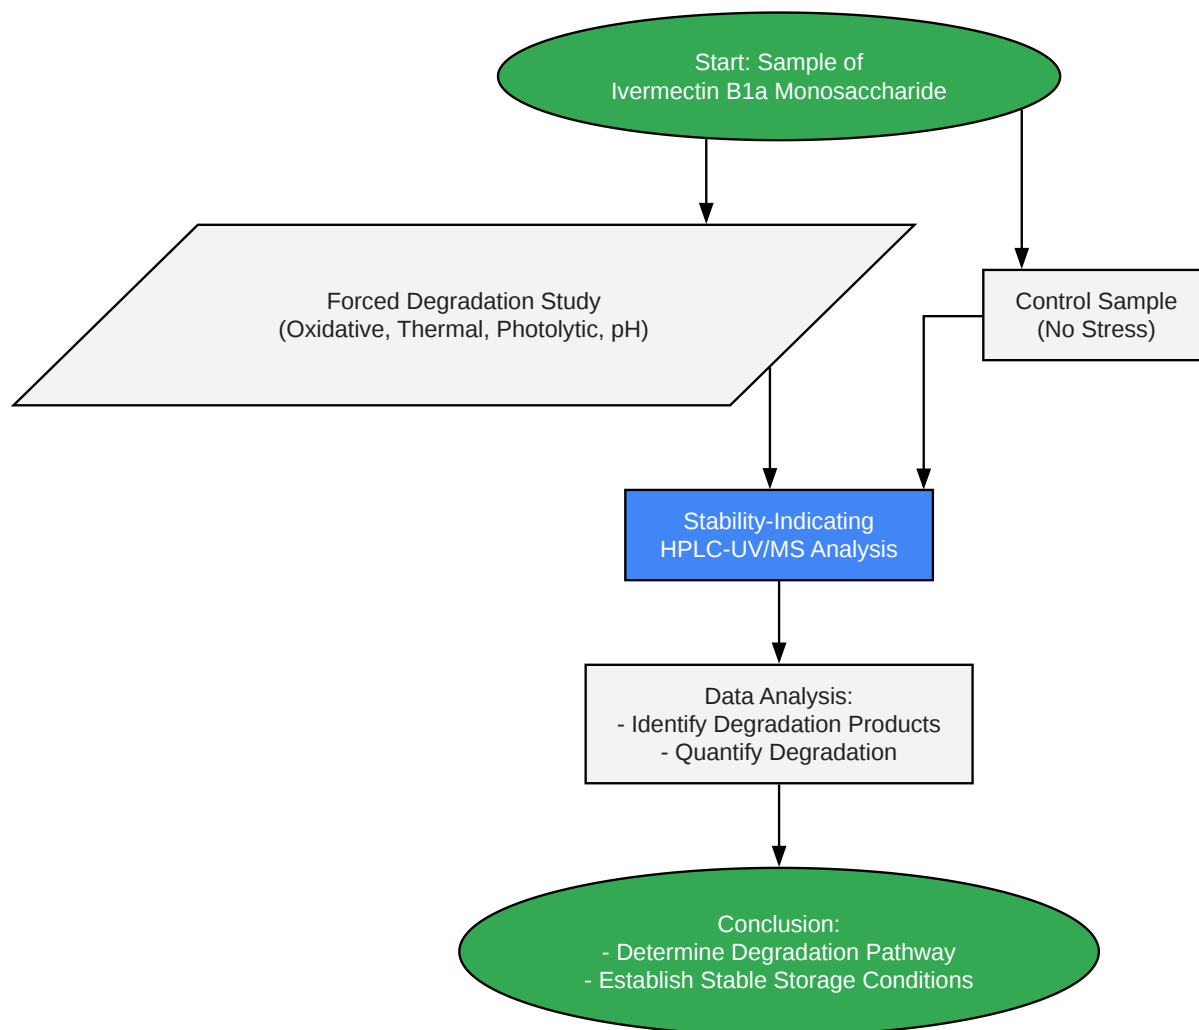 Start: Sample of
Ivermectin B1a Monosaccharide
Forced Degradation Study
(Oxidative, Thermal, Photolytic, pH)
Control Sample
(No Stress)
Stability-Indicating
HPLC-UV/MS Analysis
Data Analysis:
- Identify Degradation Products
- Quantify Degradation
Conclusion:
- Determine Degradation Pathway
- Establish Stable Storage Conditions